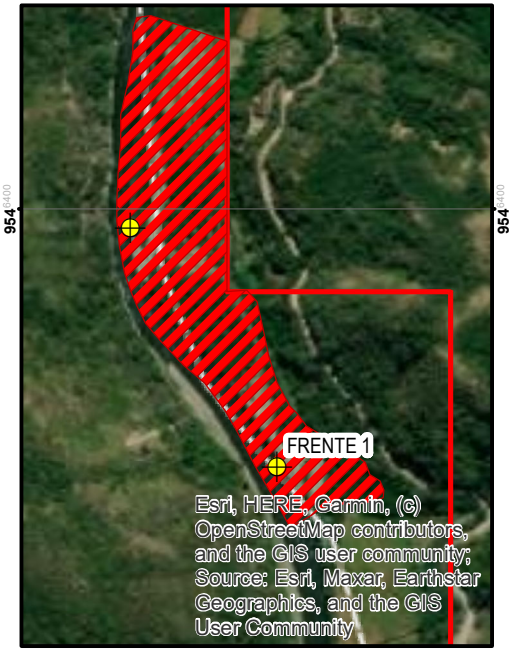 954 6400
954 6400
FRENTE 1
Esri, HERE, Garmin, (c)
OpenStreetMap contributors,
and the GIS user community;
Source: Esri, Maxar, Earthstar
Geographics, and the GIS
User Community